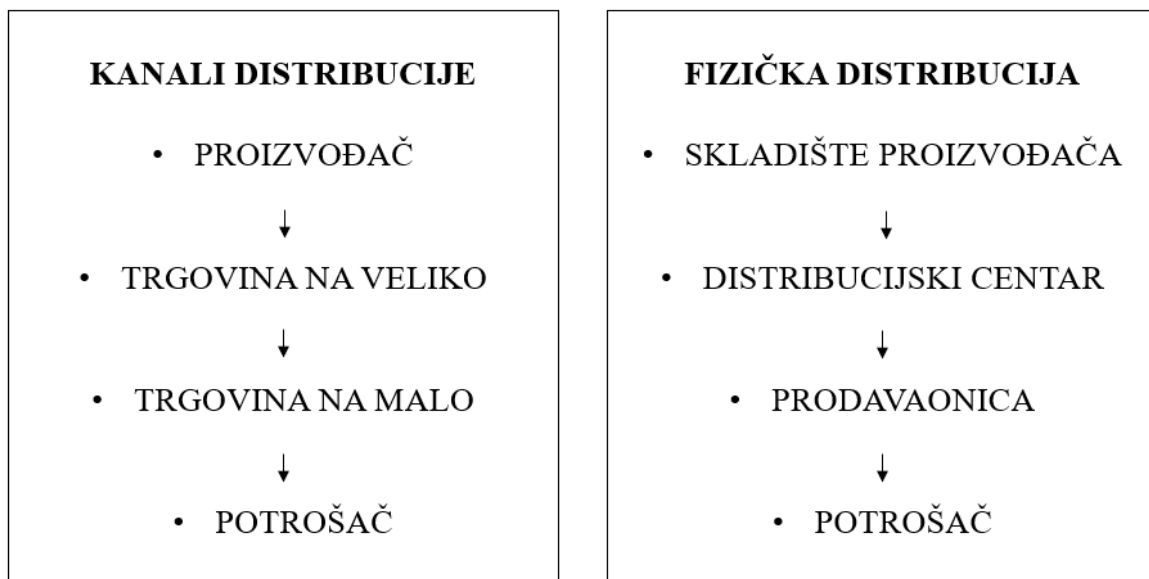 KANALI DISTRIBUCIJE
• PROIZVOĐAČ
↓
• TRGOVINA NA VELIKO
↓
• TRGOVINA NA MALO
↓
• POTROŠAČ
FIZIČKA DISTRIBUCIJA
• SKLADIŠTE PROIZVOĐAČA
↓
• DISTRIBUCIJSKI CENTAR
↓
• PRODAVAONICA
↓
• POTROŠAČ